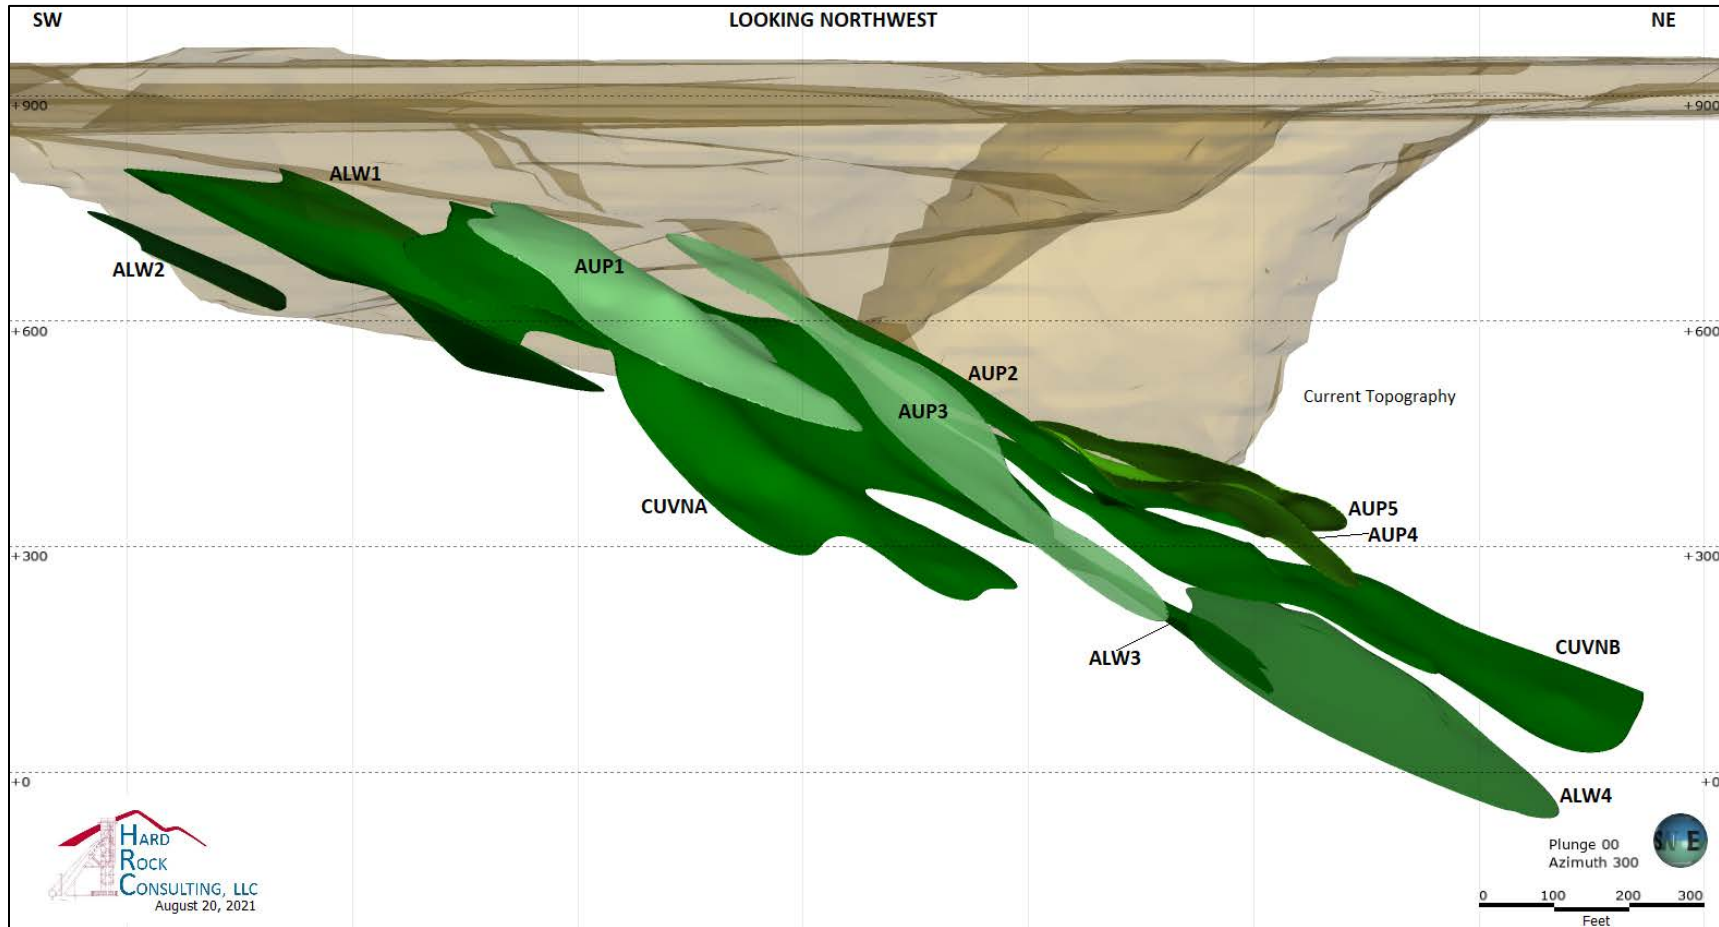 SW
LOOKING NORTHWEST
NE
+900
+900
ALW1
ALW2
AUP1
+600
+600
AUP2
AUP3
Current Topography
CUVNA
AUP5
AUP4
+300
+300
ALW3
CUVNB
+0
+0
ALW4
HARD
ROCK
CONSULTING, LLC
August 20, 2021
Plunge 00
Azimuth 300
0 100 200 300
Feet